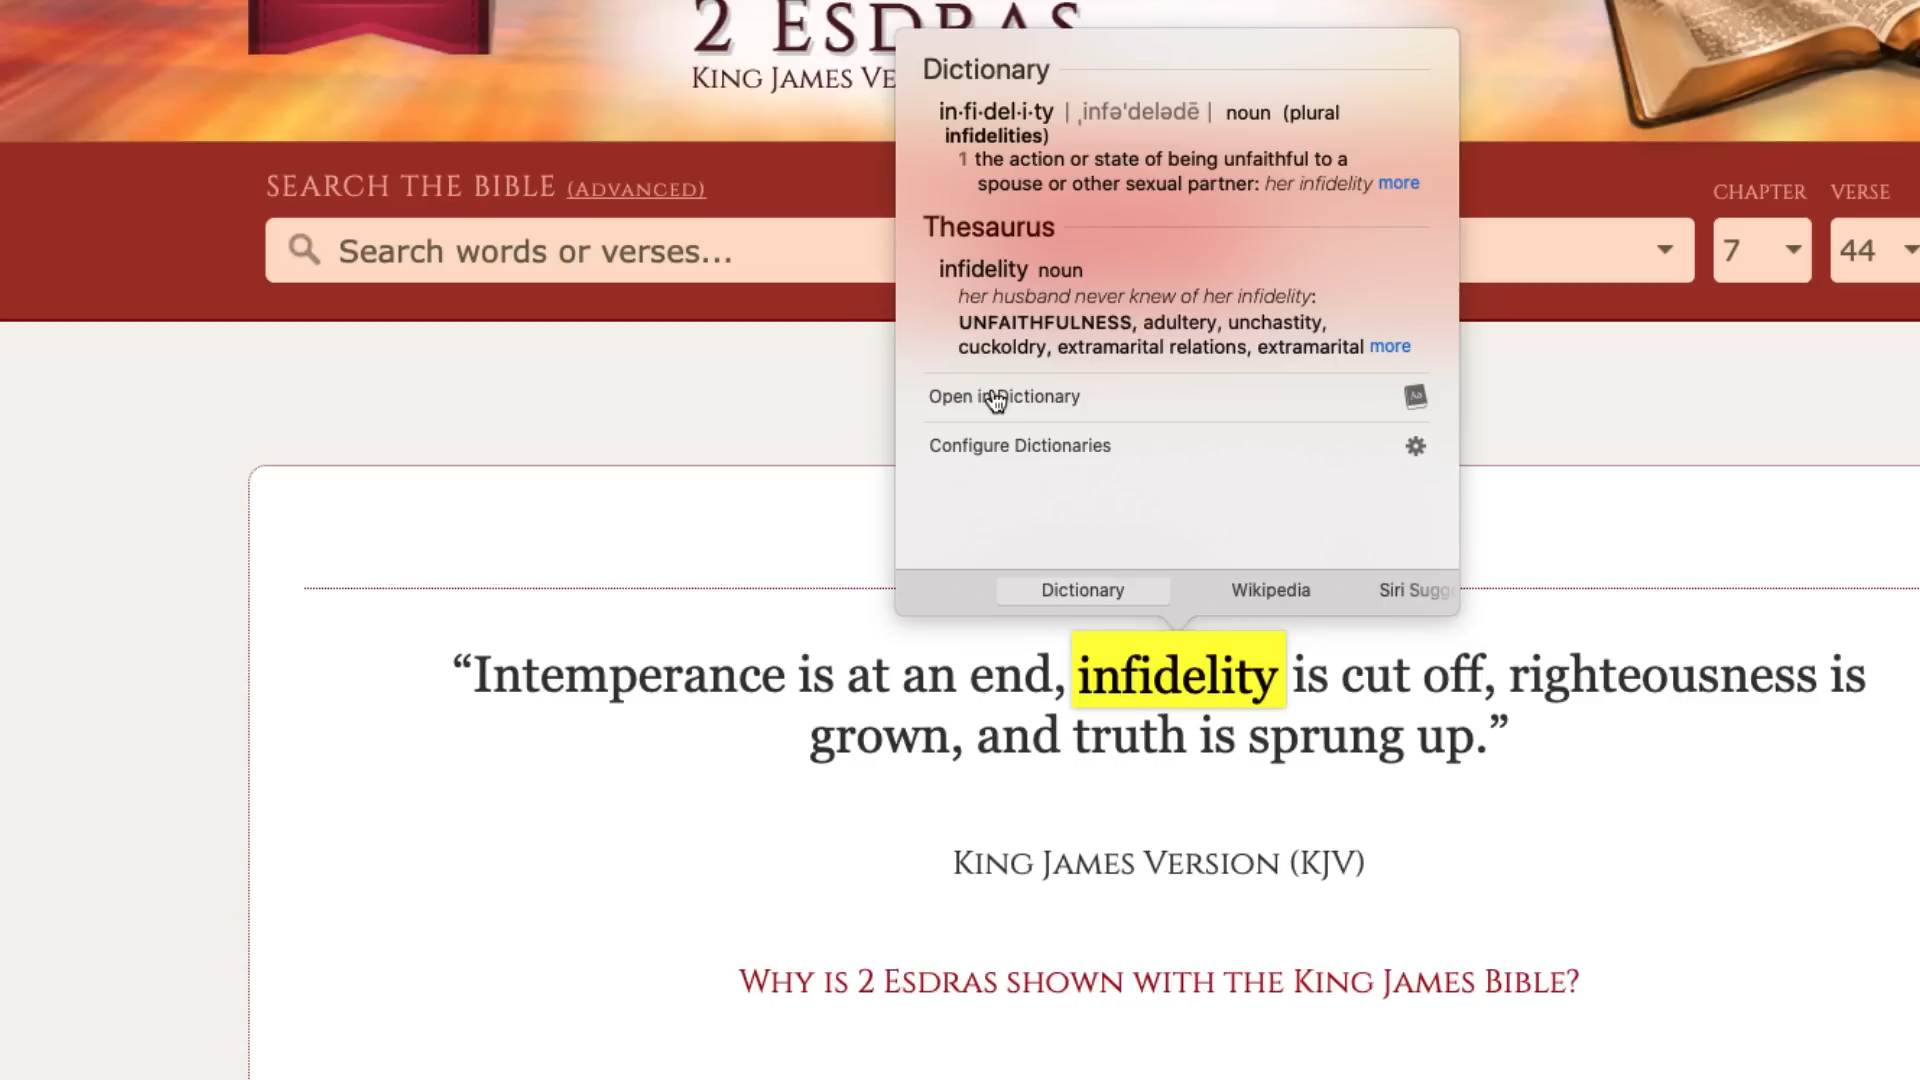 2 Esdras
King James Ve
Dictionary
in·fi·del·i·ty | ˌinfəˈdelədē | noun (plural
infidelities)
1 the action or state of being unfaithful to a
spouse or other sexual partner: her infidelity more
SEARCH THE BIBLE (Advanced)
CHAPTER VERSE
Search words or verses...
7
44
Thesaurus
infidelity noun
her husband never knew of her infidelity:
UNFAITHFULNESS, adultery, unchastity,
cuckoldry, extramarital relations, extramarital more
Open in Dictionary
Configure Dictionaries
Dictionary Wikipedia Siri Sugg
“Intemperance is at an end, infidelity is cut off, righteousness is
grown, and truth is sprung up.”
King James Version (KJV)
Why is 2 Esdras shown with the King James Bible?